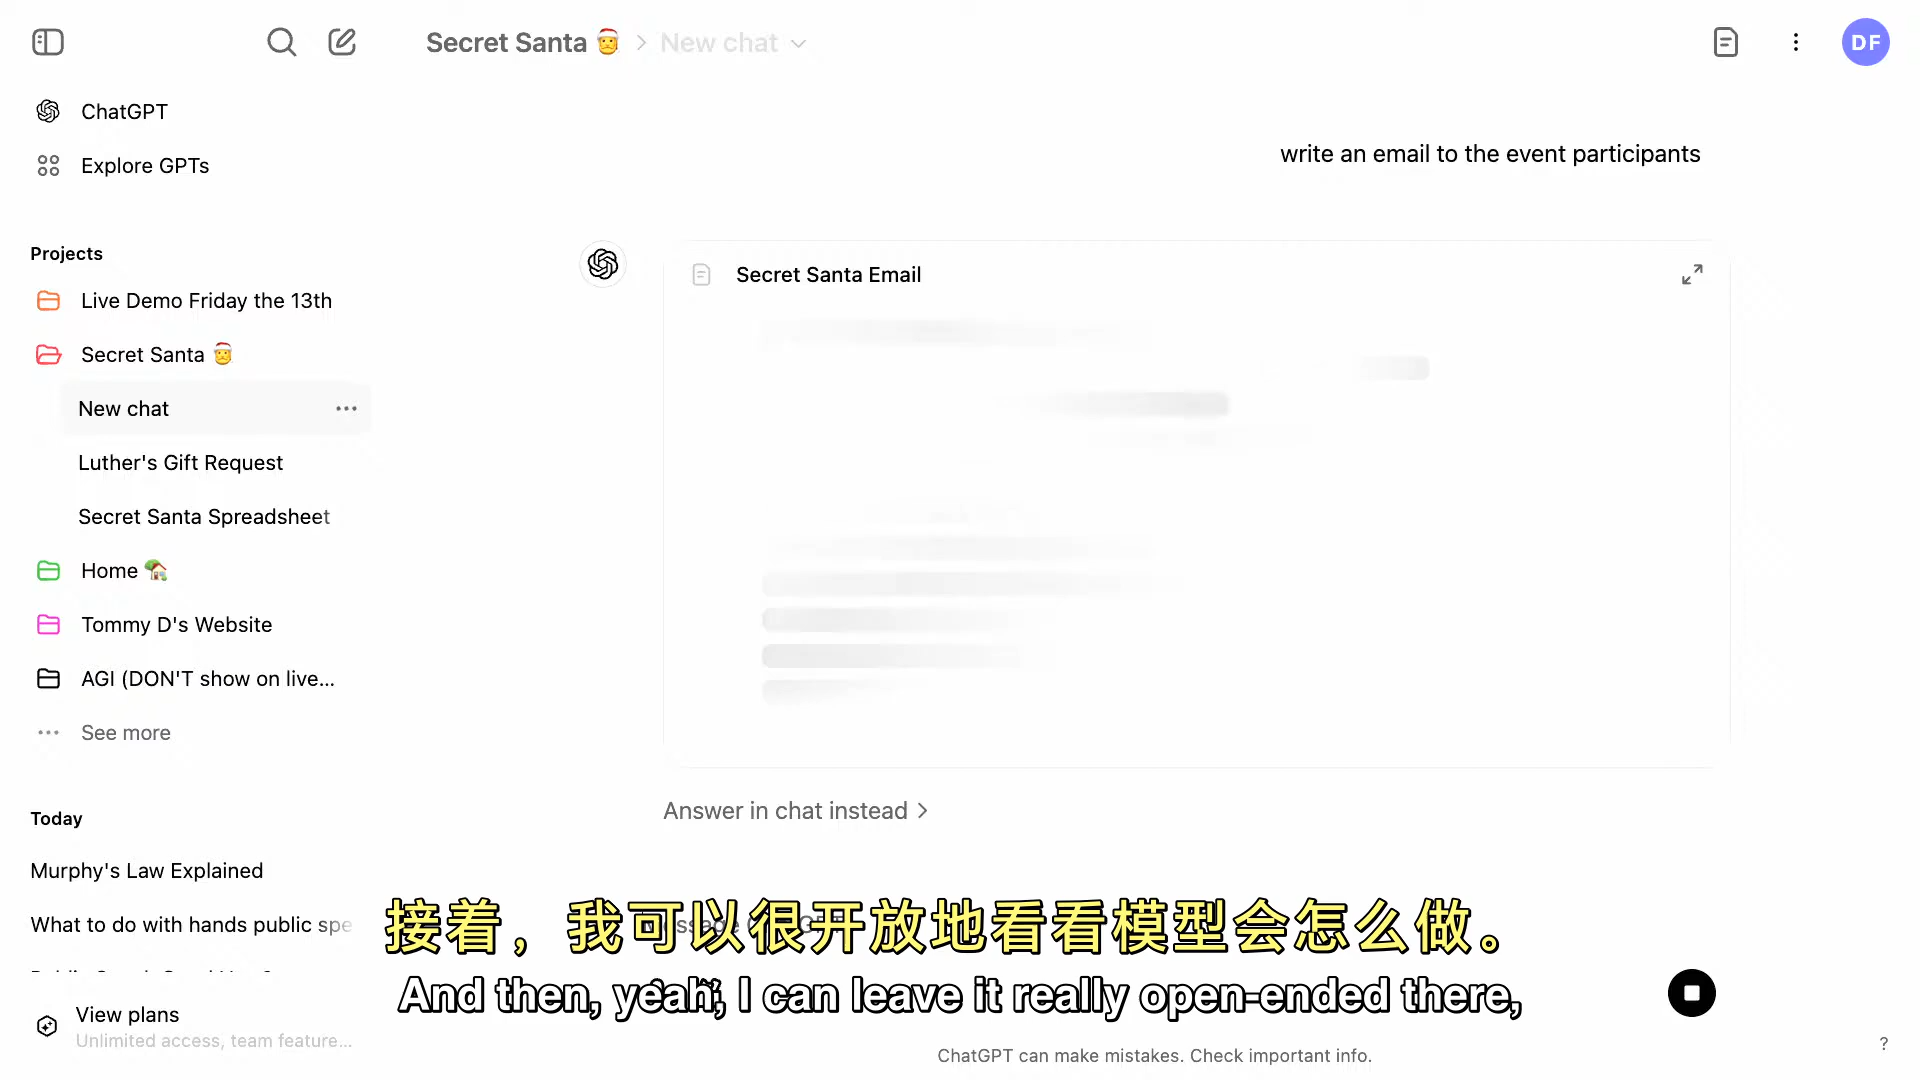 Secret Santa 🎅 > New chat
DF
ChatGPT
Explore GPTs
write an email to the event participants
Projects
Secret Santa Email
Live Demo Friday the 13th
Secret Santa 🎅
New chat
Luther's Gift Request
Secret Santa Spreadsheet
Home 🏡
Tommy D's Website
AGI (DON'T show on live...
See more
Answer in chat instead >
Today
Murphy's Law Explained
What to do with hands public spe
接着，我可以很开放地看看模型会怎么做。
And then, yeah, I can leave it really open-ended there,
View plans
Unlimited access, team feature...
ChatGPT can make mistakes. Check important info.
?